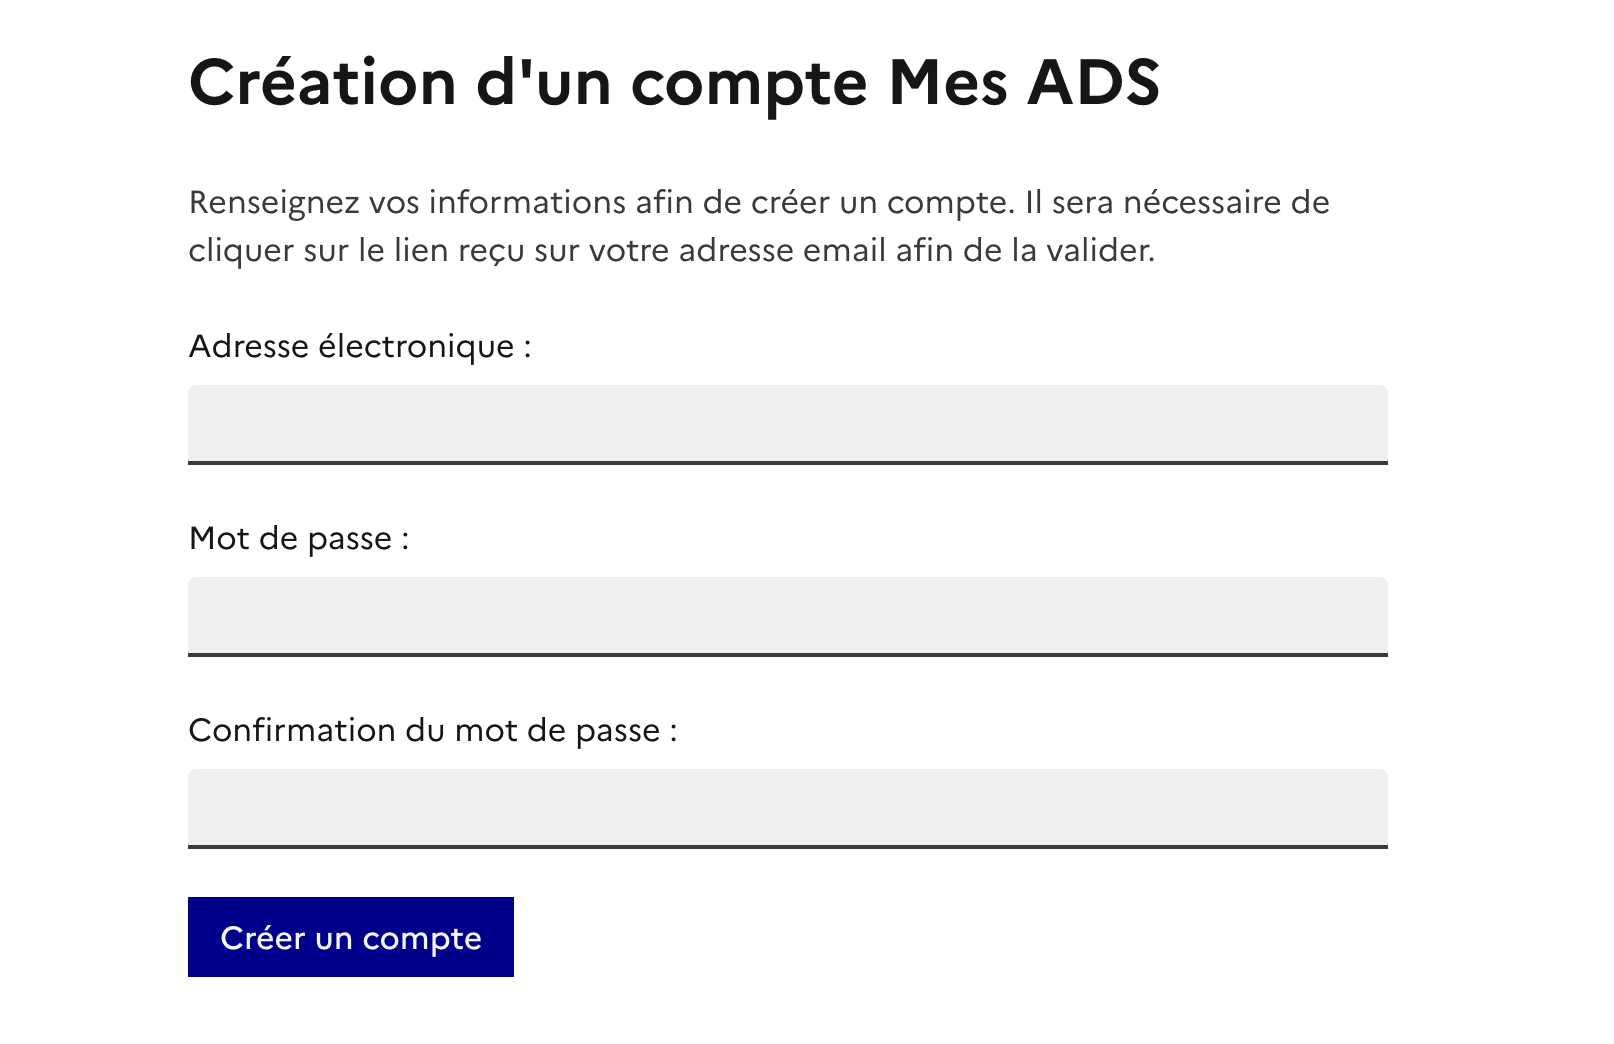 Création d'un compte Mes ADS
Renseignez vos informations afin de créer un compte. Il sera nécessaire de
cliquer sur le lien reçu sur votre adresse email afin de la valider.
Adresse électronique :
Mot de passe :
Confirmation du mot de passe :
Créer un compte